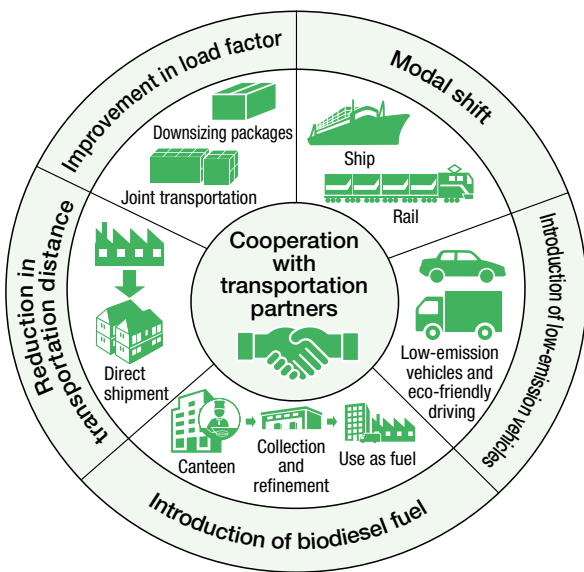 Improvement in load factor
Downsizing packages
Joint transportation
Modal shift
Ship
Rail
Introduction of low-emission vehicles
Low-emission
vehicles and
eco-friendly
driving
Introduction of biodiesel fuel
Canteen
Collection
and
refinement
Use as fuel
Reduction in
transportation distance
Direct
shipment
Cooperation
with
transportation
partners